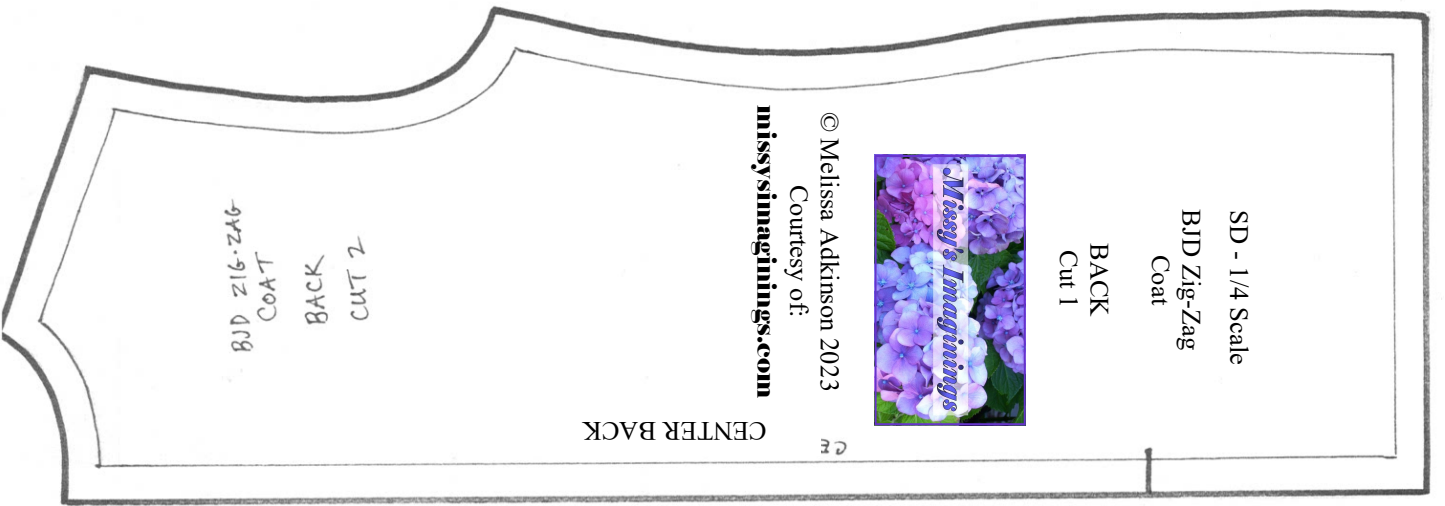 SD - 1/4 Scale
BJD Zig-Zag
Coat
BACK
Cut 1
Missy's Imaginings
© Melissa Adkinson 2023
Courtesy of:
missysimaginings.com
CENTER BACK
BJD ZIG-ZAG
COAT
BACK
CUT 2